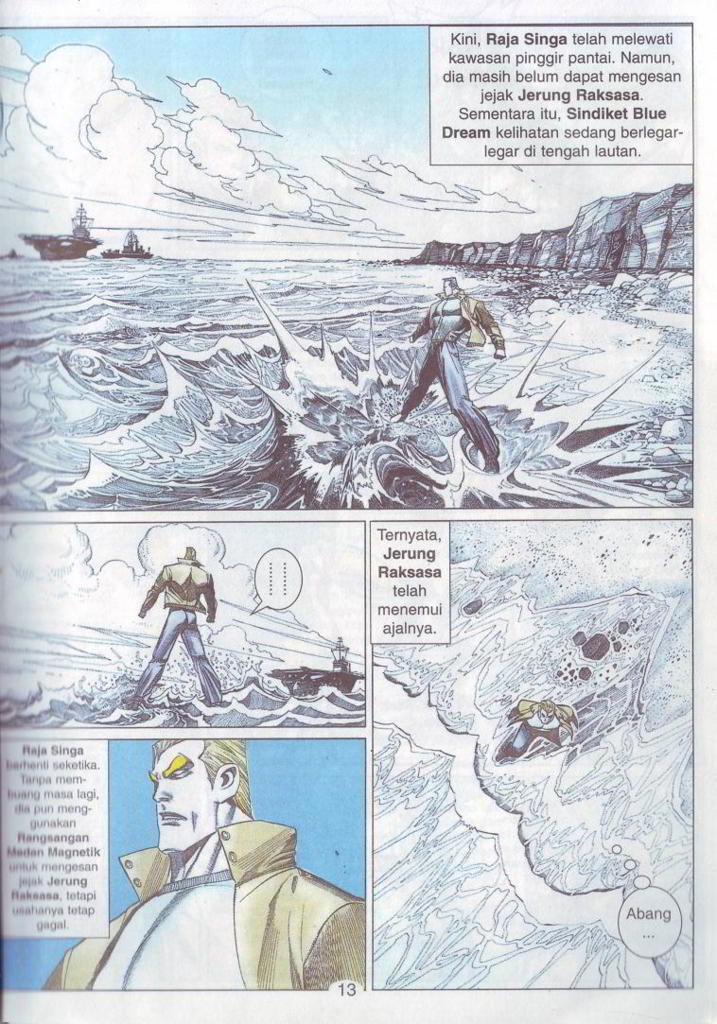 Kini, Raja Singa telah melewati
kawasan pinggir pantai. Namun,
dia masih belum dapat mengesan
jejak Jerung Raksasa.
Sementara itu, Sindiket Blue
Dream kelihatan sedang berlegar-
legar di tengah lautan.
Ternyata,
Jerung
Raksasa
telah
menemui
ajalnya.
Raja Singa
berhenti seketika.
Tanpa mem-
buang masa lagi,
dia pun meng-
gunakan
Rangsangan
Medan Magnetik
untuk mengesan
jejak Jerung
Raksasa, tetapi
usahanya tetap
gagal.
Abang
...
13